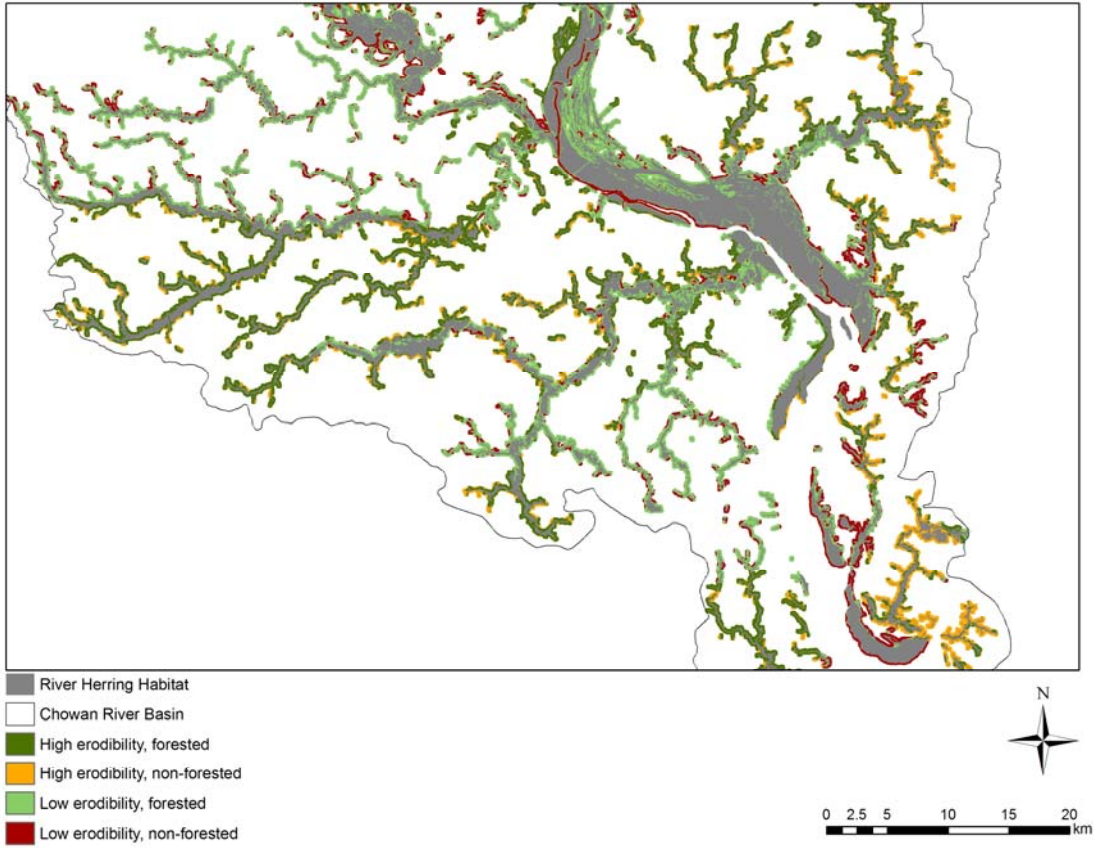 River Herring Habitat
Chowan River Basin
High erodibility, forested
High erodibility, non-forested
Low erodibility, forested
Low erodibility, non-forested
N
0 2.5 5 10 15 20
km